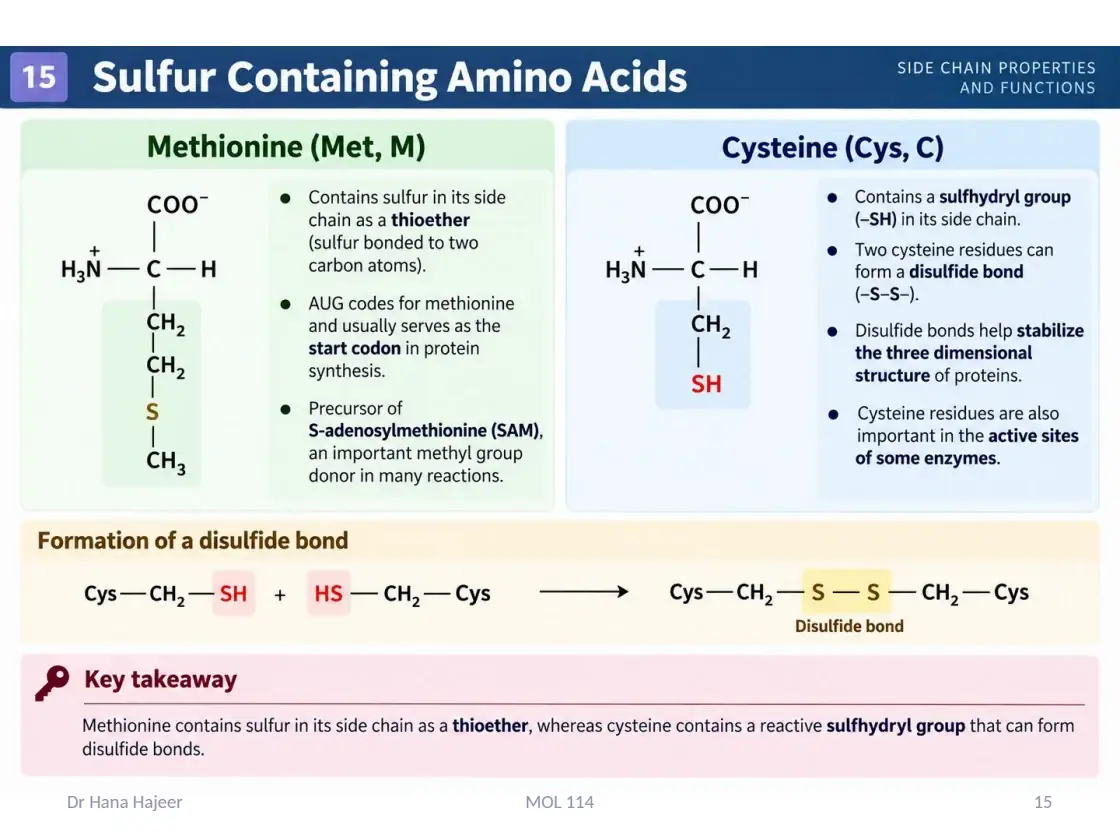 15
Sulfur Containing Amino Acids
SIDE CHAIN PROPERTIES
AND FUNCTIONS
Methionine (Met, M)
COO⁻
H₃N⁺ — C — H
CH₂
CH₂
S
CH₃
● Contains sulfur in its side
chain as a thioether
(sulfur bonded to two
carbon atoms).
● AUG codes for methionine
and usually serves as the
start codon in protein
synthesis.
● Precursor of
S-adenosylmethionine (SAM),
an important methyl group
donor in many reactions.
Cysteine (Cys, C)
COO⁻
H₃N⁺ — C — H
CH₂
SH
● Contains a sulfhydryl group
(–SH) in its side chain.
● Two cysteine residues can
form a disulfide bond
(–S–S–).
● Disulfide bonds help stabilize
the three dimensional
structure of proteins.
● Cysteine residues are also
important in the active sites
of some enzymes.
Formation of a disulfide bond
Cys — CH₂ — SH + HS — CH₂ — Cys ⟶ Cys — CH₂ — S — S — CH₂ — Cys
Disulfide bond
Key takeaway
Methionine contains sulfur in its side chain as a thioether, whereas cysteine contains a reactive sulfhydryl group that can form
disulfide bonds.
Dr Hana Hajeer MOL 114 15